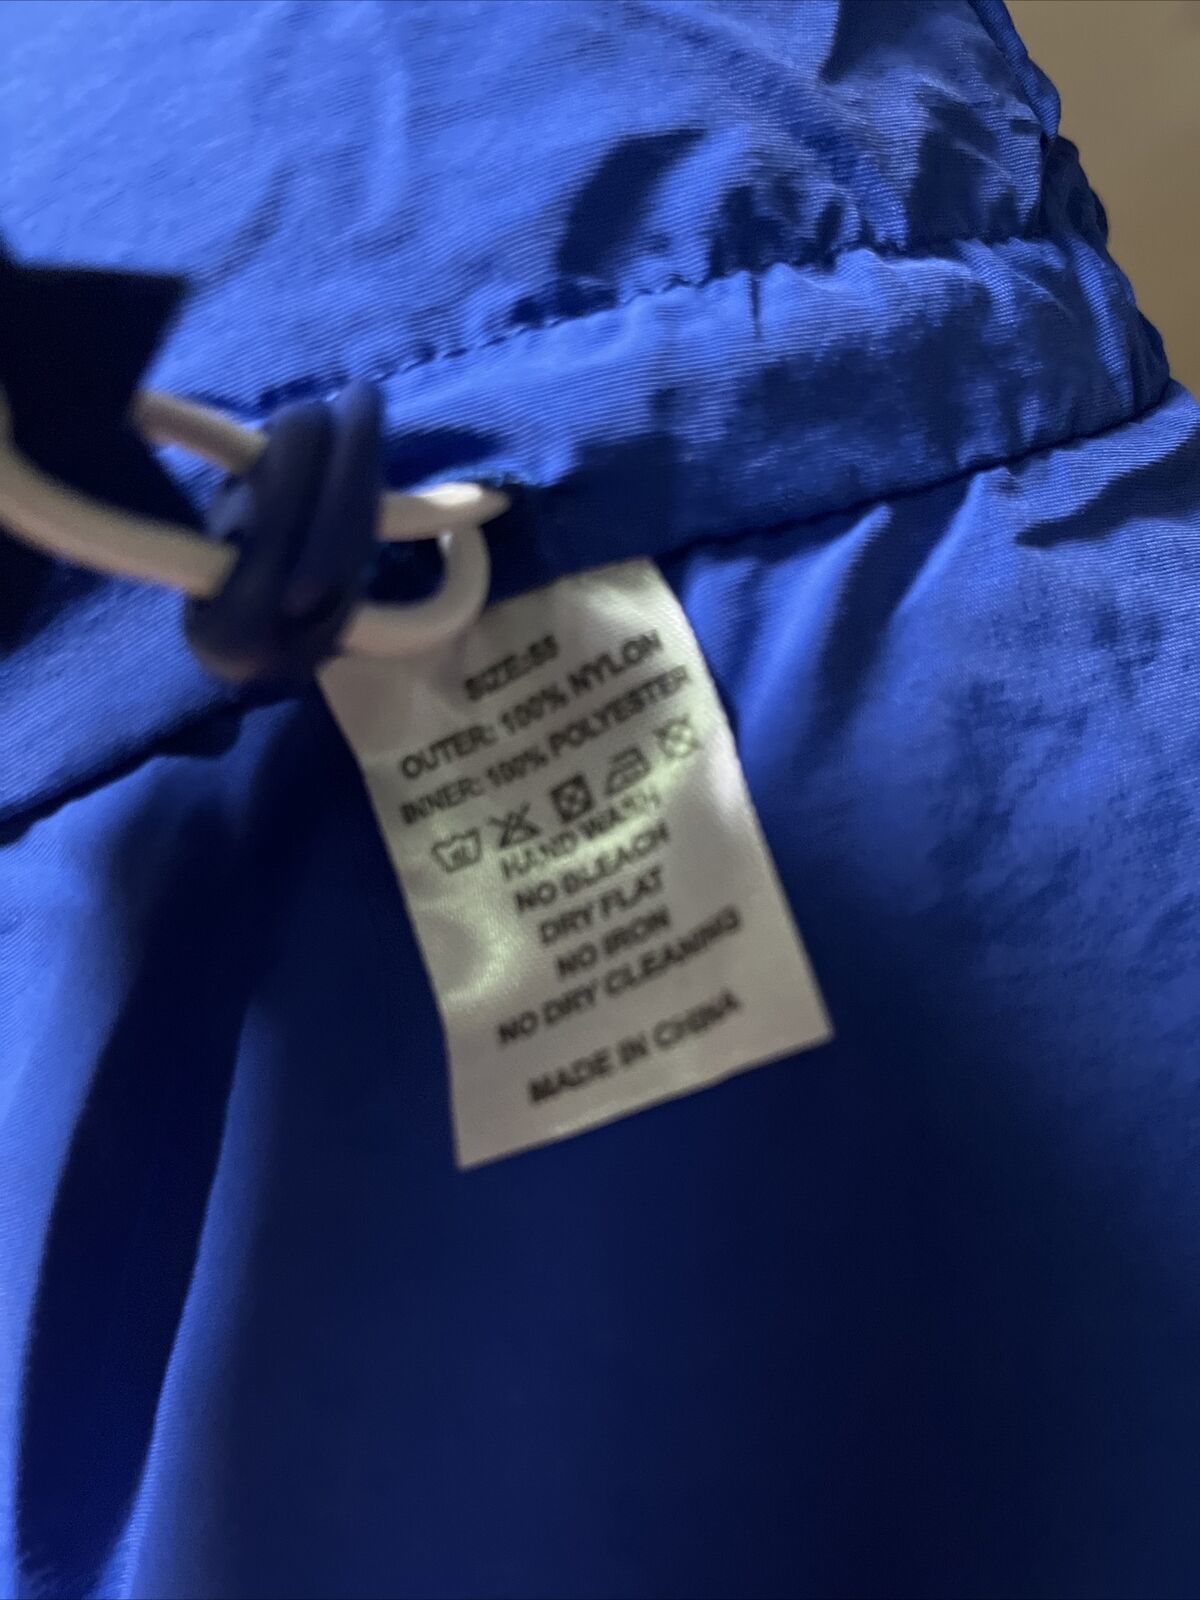 SIZE:
OUTER: 100% NYLON
INNER: 100% POLYESTER
HAND WASH
NO BLEACH
DRY FLAT
NO IRON
NO DRY CLEANING
MADE IN CHINA